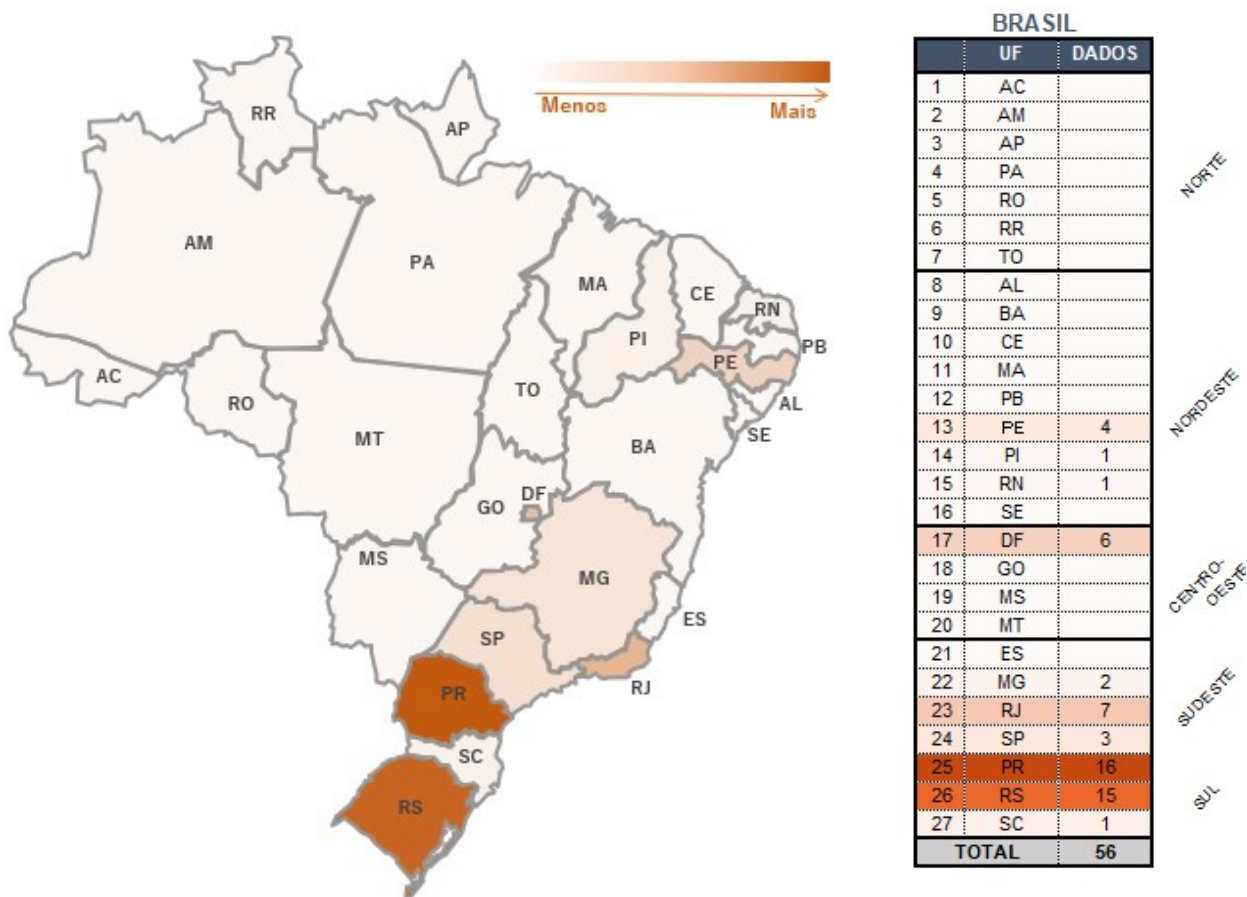 Menos Mais
RR
AP
AM
PA
MA
CE
RN
PI
PB
PE
AC
TO
AL
RO
SE
MT
BA
DF
GO
MS
MG
ES
SP
RJ
PR
SC
RS
BRASIL
UF DADOS
1 AC
2 AM
3 AP
4 PA
5 RO
6 RR
7 TO
NORTE
8 AL
9 BA
10 CE
11 MA
12 PB
13 PE 4
14 PI 1
15 RN 1
16 SE
NORDESTE
17 DF 6
18 GO
19 MS
20 MT
CENTRO-
OESTE
21 ES
22 MG 2
23 RJ 7
24 SP 3
SUDESTE
25 PR 16
26 RS 15
27 SC 1
SUL
TOTAL 56